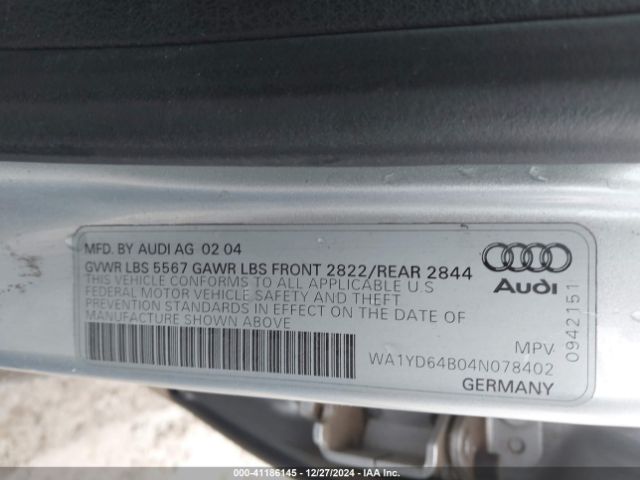 MFD. BY AUDI AG 02 04
GVWR LBS 5567 GAWR LBS FRONT 2822/REAR 2844
THIS VEHICLE CONFORMS TO ALL APPLICABLE U.S
FEDERAL MOTOR VEHICLE SAFETY AND THEFT
PREVENTION STANDARDS IN EFFECT ON THE DATE OF
MANUFACTURE SHOWN ABOVE
Audi
0942151
MPV
WA1YD64B04N078402
GERMANY
000-41186145 - 12/27/2024 - IAA Inc.